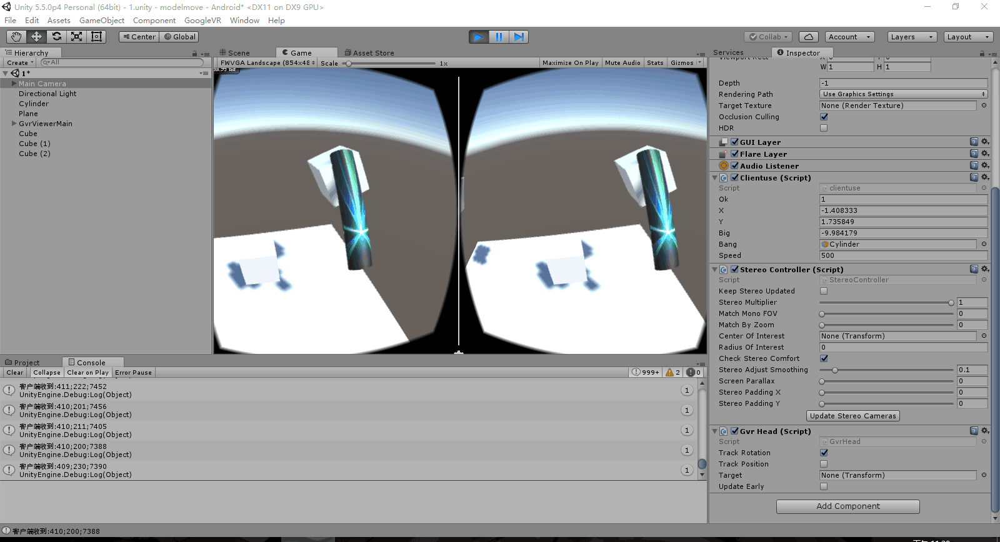 Unity 5.5.0p4 Personal (64bit) - 1.unity - modelmove - Android* <DX11 on DX9 GPU>
File Edit Assets GameObject Component GoogleVR Window Help
Center Global Collab Account Layers Layout
Hierarchy
Create All
1*
Main Camera
Directional Light
Cylinder
Plane
GvrViewerMain
Cube
Cube (1)
Cube (2)
Scene Game Asset Store
FWVGA Landscape (854x48 Scale 1x Maximize On Play Mute Audio Stats Gizmos
Services Inspector
Viewport Rect
W 1 H 1
Depth -1
Rendering Path Use Graphics Settings
Target Texture None (Render Texture)
Occlusion Culling
HDR
GUI Layer
Flare Layer
Audio Listener
Clientuse (Script)
Script clientuse
Ok 1
X -1.408333
Y 1.735849
Big -9.984179
Bang Cylinder
Speed 500
Stereo Controller (Script)
Script StereoController
Keep Stereo Updated
Stereo Multiplier 1
Match Mono FOV 0
Match By Zoom 0
Center Of Interest None (Transform)
Radius Of Interest 0
Check Stereo Comfort
Stereo Adjust Smoothing 0.1
Screen Parallax 0
Stereo Padding X 0
Stereo Padding Y 0
Update Stereo Cameras
Gvr Head (Script)
Script GvrHead
Track Rotation
Track Position
Target None (Transform)
Update Early
Add Component
Project Console
Clear Collapse Clear on Play Error Pause 999+ 2 0
客户端收到:411;222;7452
UnityEngine.Debug:Log(Object) 1
客户端收到:410;201;7456
UnityEngine.Debug:Log(Object) 1
客户端收到:410;211;7405
UnityEngine.Debug:Log(Object) 1
客户端收到:410;200;7388
UnityEngine.Debug:Log(Object) 1
客户端收到:409;230;7390
UnityEngine.Debug:Log(Object) 1
客户端收到:410;200;7388